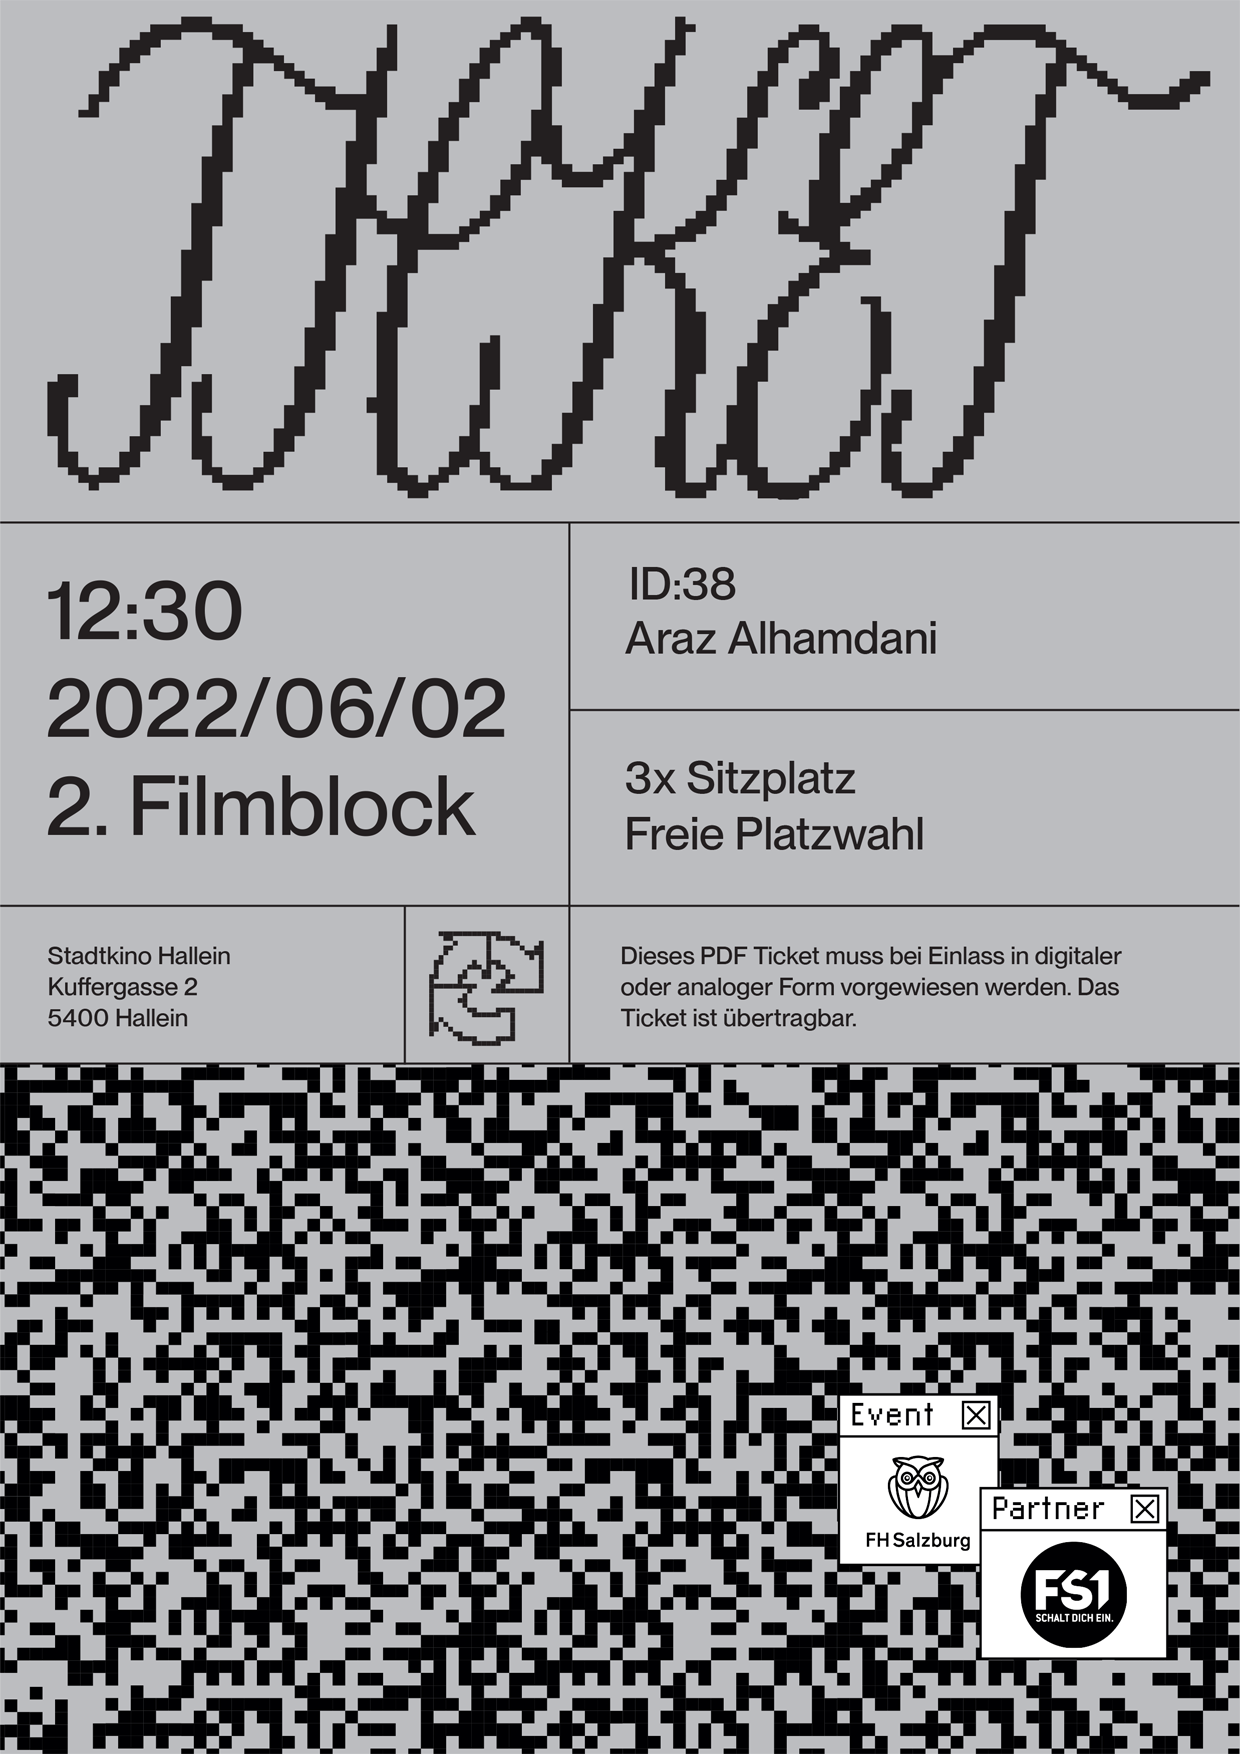 TICKET
12:30
2022/06/02
2. Filmblock
ID:38
Araz Alhamdani
3x Sitzplatz
Freie Platzwahl
Stadtkino Hallein
Kuffergasse 2
5400 Hallein
Dieses PDF Ticket muss bei Einlass in digitaler
oder analoger Form vorgewiesen werden. Das
Ticket ist übertragbar.
Event
FH Salzburg
Partner
FS1
SCHALT DICH EIN.